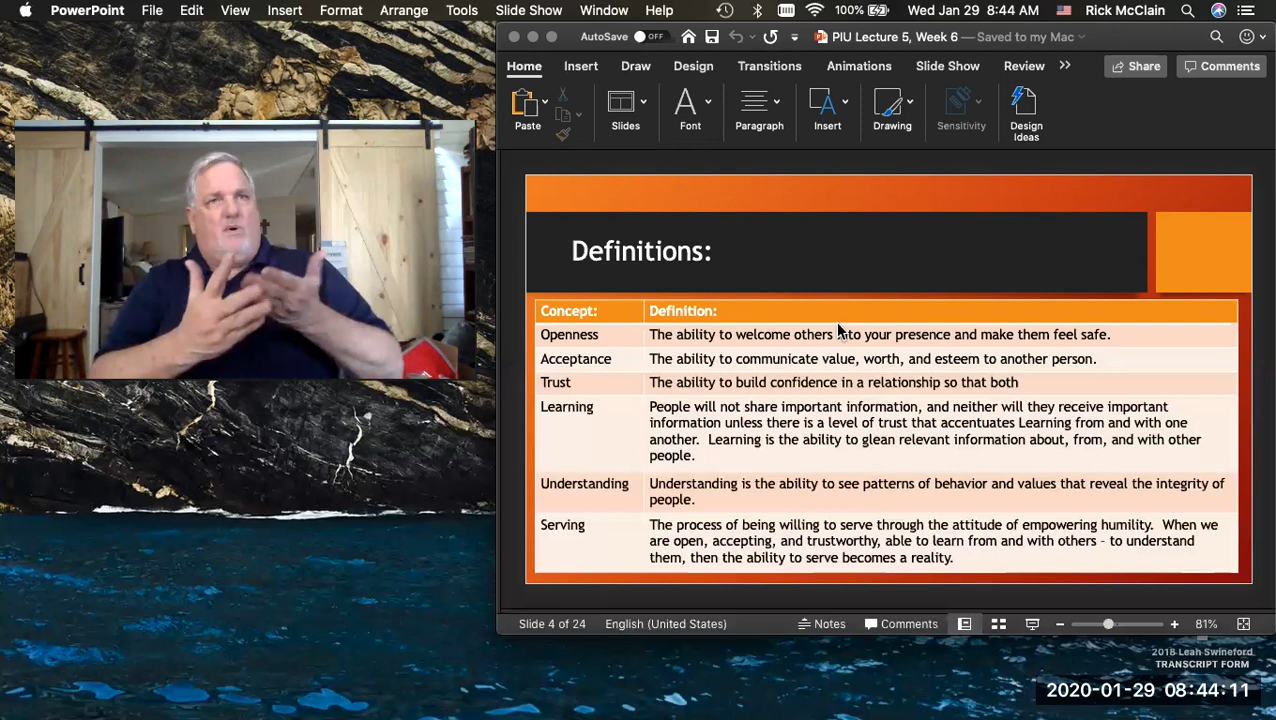 PowerPoint File Edit View Insert Format Arrange Tools Slide Show Window Help 100% Wed Jan 29 8:44 AM Rick McClain
AutoSave OFF PIU Lecture 5, Week 6 — Saved to my Mac
Home Insert Draw Design Transitions Animations Slide Show Review Share Comments
Paste Slides Font Paragraph Insert Drawing Sensitivity Design
Ideas
Definitions:
Concept: Definition:
Openness The ability to welcome others to your presence and make them feel safe.
Acceptance The ability to communicate value, worth, and esteem to another person.
Trust The ability to build confidence in a relationship so that both
Learning People will not share important information, and neither will they receive important
information unless there is a level of trust that accentuates Learning from and with one
another. Learning is the ability to glean relevant information about, from, and with other
people.
Understanding Understanding is the ability to see patterns of behavior and values that reveal the integrity of
people.
Serving The process of being willing to serve through the attitude of empowering humility. When we
are open, accepting, and trustworthy, able to learn from and with others – to understand
them, then the ability to serve becomes a reality.
Slide 4 of 24 English (United States) Notes Comments 81%
2018 Leah Swineford
TRANSCRIPT FORM
2020-01-29 08:44:11